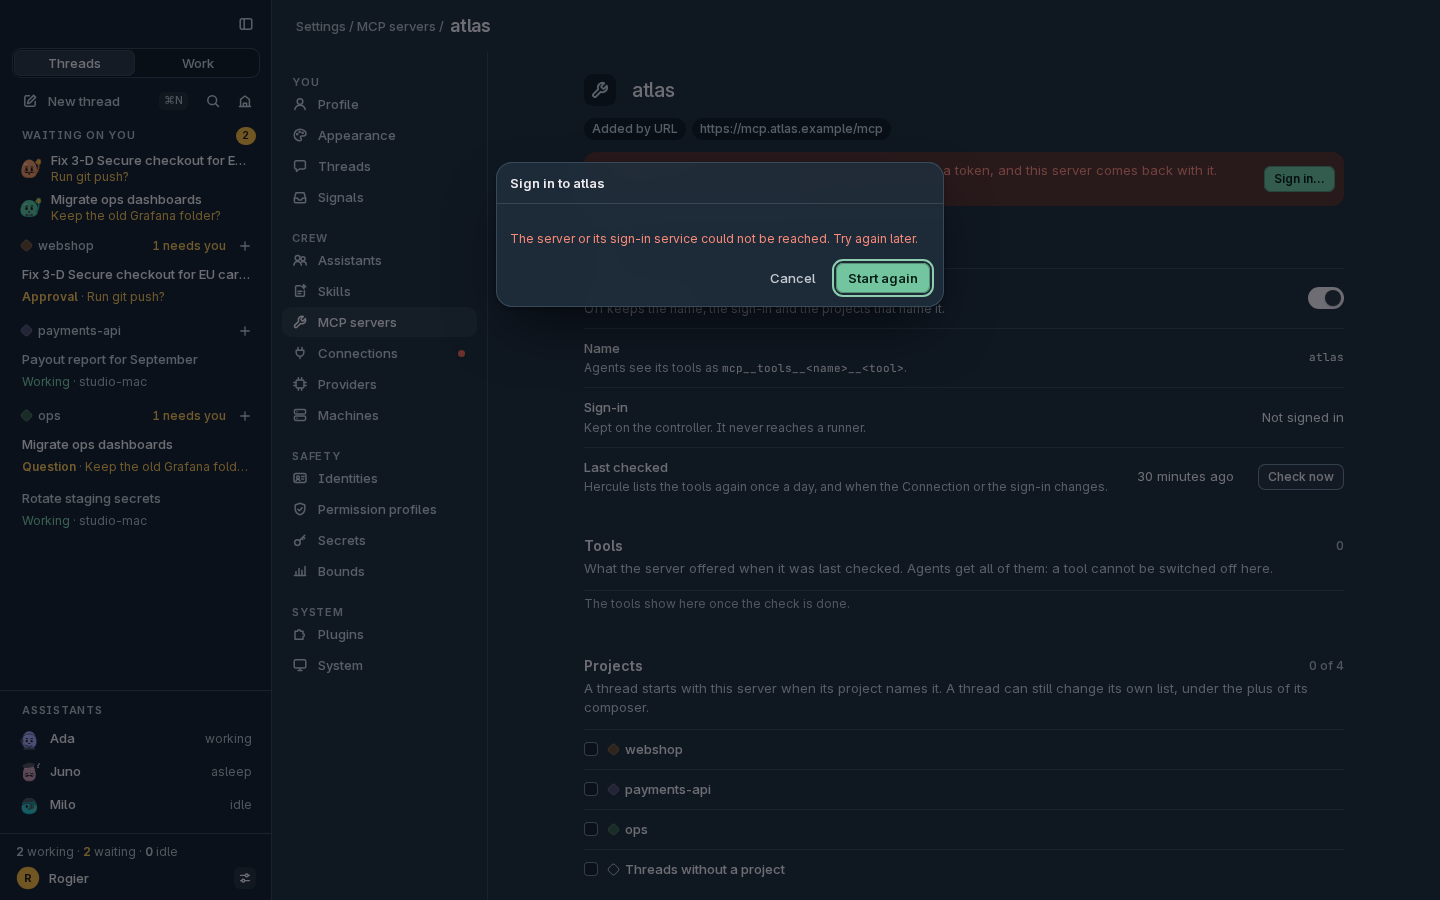 Threads
Work
New thread
⌘N
WAITING ON YOU
2
Fix 3-D Secure checkout for E…
Run git push?
Migrate ops dashboards
Keep the old Grafana folder?
webshop
1 needs you
Fix 3-D Secure checkout for EU car…
Approval · Run git push?
payments-api
Payout report for September
Working · studio-mac
ops
1 needs you
Migrate ops dashboards
Question · Keep the old Grafana fold…
Rotate staging secrets
Working · studio-mac
ASSISTANTS
Ada
working
Juno
asleep
Milo
idle
2 working · 2 waiting · 0 idle
R
Rogier
Settings / MCP servers / atlas
YOU
Profile
Appearance
Threads
Signals
CREW
Assistants
Skills
MCP servers
Connections
Providers
Machines
SAFETY
Identities
Permission profiles
Secrets
Bounds
SYSTEM
Plugins
System
atlas
Added by URL
https://mcp.atlas.example/mcp
a token, and this server comes back with it.
Sign in…
Sign in to atlas
The server or its sign-in service could not be reached. Try again later.
Cancel
Start again
Off keeps the name, the sign-in and the projects that name it.
Name
Agents see its tools as mcp__tools__<name>__<tool>.
atlas
Sign-in
Kept on the controller. It never reaches a runner.
Not signed in
Last checked
Hercule lists the tools again once a day, and when the Connection or the sign-in changes.
30 minutes ago
Check now
Tools
0
What the server offered when it was last checked. Agents get all of them: a tool cannot be switched off here.
The tools show here once the check is done.
Projects
0 of 4
A thread starts with this server when its project names it. A thread can still change its own list, under the plus of its
composer.
webshop
payments-api
ops
Threads without a project